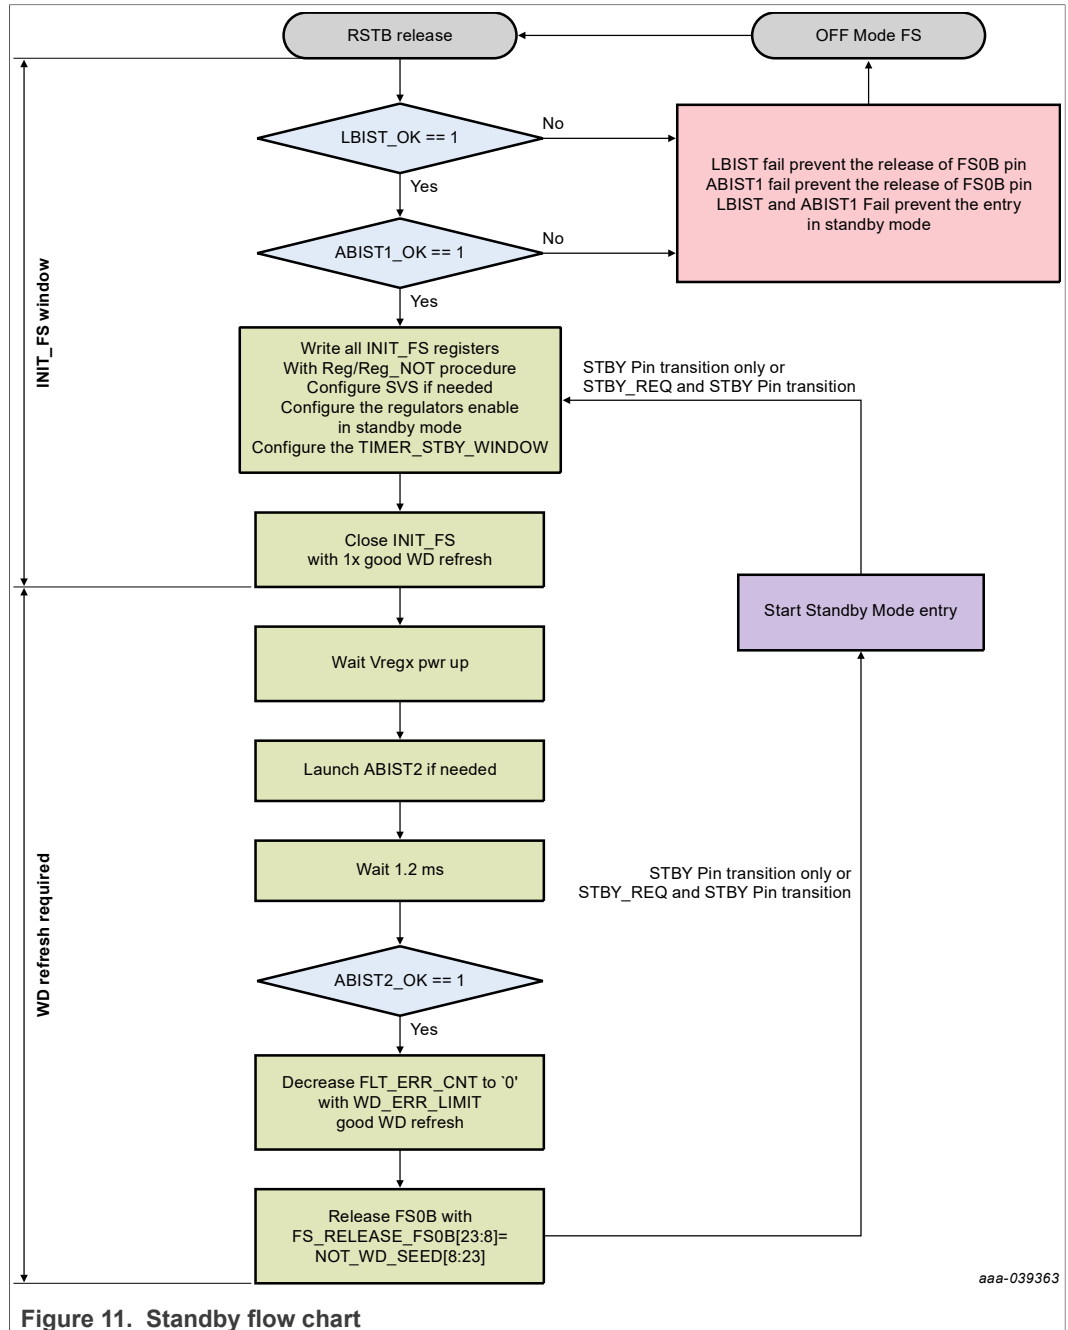 RSTB release
OFF Mode FS
LBIST_OK == 1
No
Yes
LBIST fail prevent the release of FS0B pin
ABIST1 fail prevent the release of FS0B pin
LBIST and ABIST1 Fail prevent the entry
in standby mode
ABIST1_OK == 1
No
Yes
INIT_FS window
Write all INIT_FS registers
With Reg/Reg_NOT procedure
Configure SVS if needed
Configure the regulators enable
in standby mode
Configure the TIMER_STBY_WINDOW
STBY Pin transition only or
STBY_REQ and STBY Pin transition
Close INIT_FS
with 1x good WD refresh
Start Standby Mode entry
Wait Vregx pwr up
Launch ABIST2 if needed
Wait 1.2 ms
STBY Pin transition only or
STBY_REQ and STBY Pin transition
WD refresh required
ABIST2_OK == 1
Yes
Decrease FLT_ERR_CNT to `0'
with WD_ERR_LIMIT
good WD refresh
Release FS0B with
FS_RELEASE_FS0B[23:8]=
NOT_WD_SEED[8:23]
aaa-039363
Figure 11. Standby flow chart